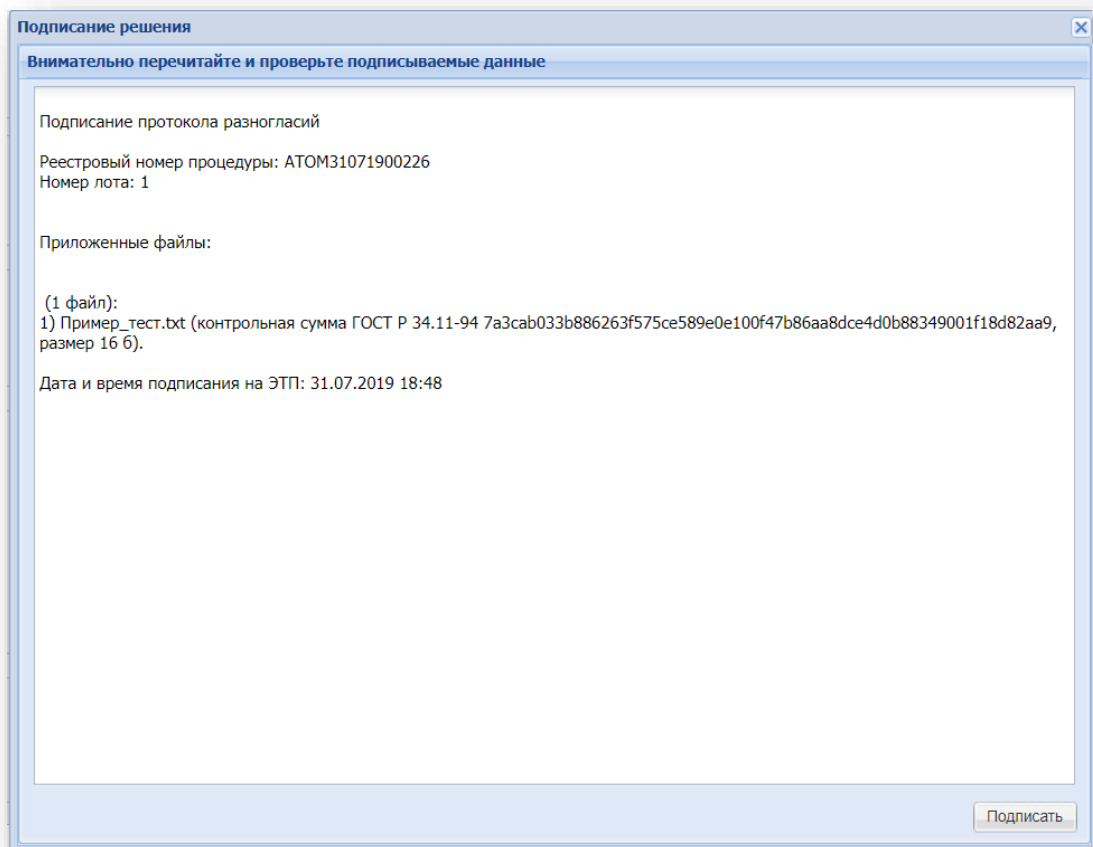 Подписание решения
Внимательно перечитайте и проверьте подписываемые данные
Подписание протокола разногласий
Реестровый номер процедуры: ATOM31071900226
Номер лота: 1
Приложенные файлы:
(1 файл):
1) Пример_тест.txt (контрольная сумма ГОСТ Р 34.11-94 7a3cab033b886263f575ce589e0e100f47b86aa8dce4d0b88349001f18d82aa9,
размер 16 б).
Дата и время подписания на ЭТП: 31.07.2019 18:48
Подписать